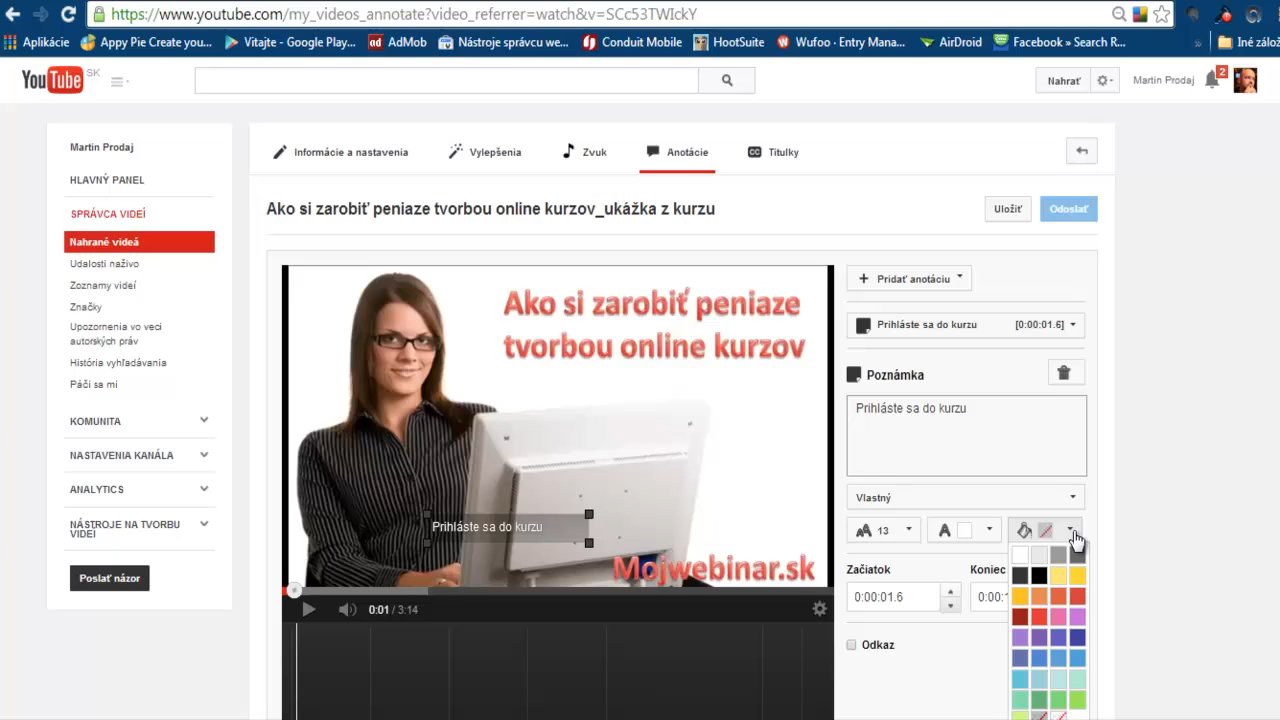 https://www.youtube.com/my_videos_annotate?video_referrer=watch&v=SCc53TWIckY
Aplikácie
Appy Pie Create you...
Vitajte - Google Play...
ad AdMob
Nástroje správcu we...
Conduit Mobile
HootSuite
Wufoo · Entry Mana...
AirDroid
Facebook » Search R...
»
Iné zálož
YouTube SK
Nahrať
Martin Prodaj
2
Martin Prodaj
HLAVNÝ PANEL
SPRÁVCA VIDEÍ
Nahrané videá
Udalosti naživo
Zoznamy videí
Značky
Upozornenia vo veci
autorských práv
História vyhľadávania
Páči sa mi
KOMUNITA
NASTAVENIA KANÁLA
ANALYTICS
NÁSTROJE NA TVORBU
VIDEÍ
Poslať názor
Informácie a nastavenia
Vylepšenia
Zvuk
Anotácie
CC Titulky
Ako si zarobiť peniaze tvorbou online kurzov_ukážka z kurzu
Uložiť
Odoslať
Ako si zarobiť peniaze
tvorbou online kurzov
Prihláste sa do kurzu
Mojwebinar.sk
0:01 / 3:14
+ Pridať anotáciu
Prihláste sa do kurzu [0:00:01.6]
Poznámka
Prihláste sa do kurzu
Vlastný
AA 13
A
Začiatok
Koniec
0:00:01.6
0:00:
Odkaz